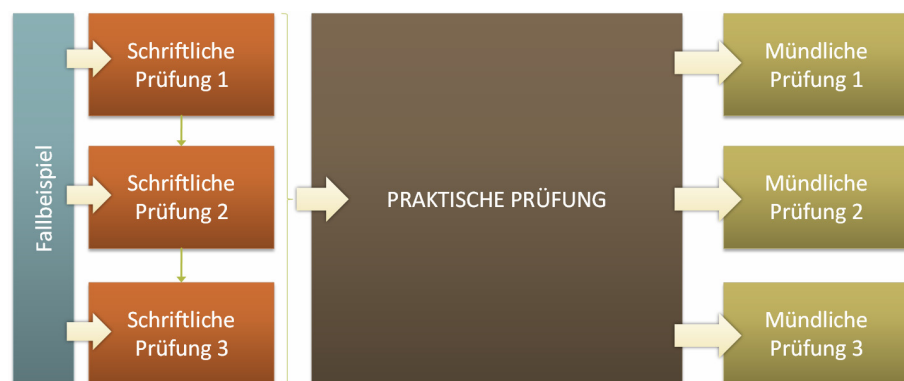 Fallbeispiel
Schriftliche
Prüfung 1
Schriftliche
Prüfung 2
Schriftliche
Prüfung 3
PRAKTISCHE PRÜFUNG
Mündliche
Prüfung 1
Mündliche
Prüfung 2
Mündliche
Prüfung 3